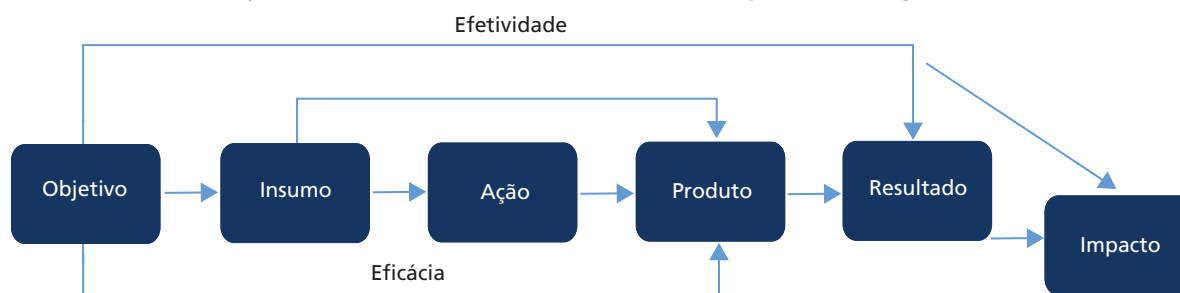 Efetividade
Objetivo
Insumo
Ação
Produto
Resultado
Impacto
Eficácia